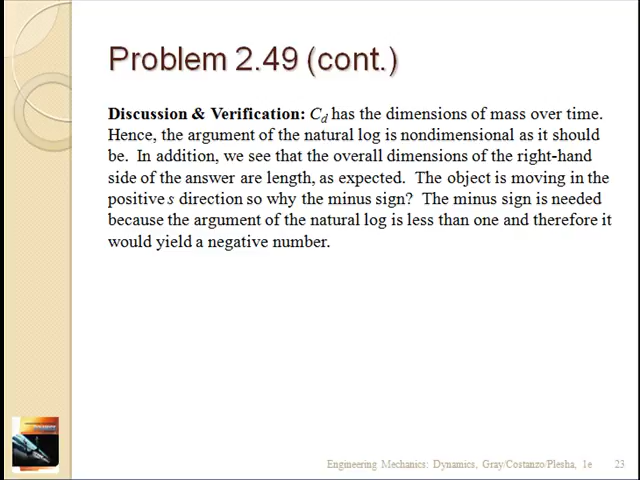 Problem 2.49 (cont.)
Discussion & Verification: Cd has the dimensions of mass over time.
Hence, the argument of the natural log is nondimensional as it should
be. In addition, we see that the overall dimensions of the right-hand
side of the answer are length, as expected. The object is moving in the
positive s direction so why the minus sign? The minus sign is needed
because the argument of the natural log is less than one and therefore it
would yield a negative number.
Engineering Mechanics: Dynamics, Gray/Costanzo/Plesha, 1e 23